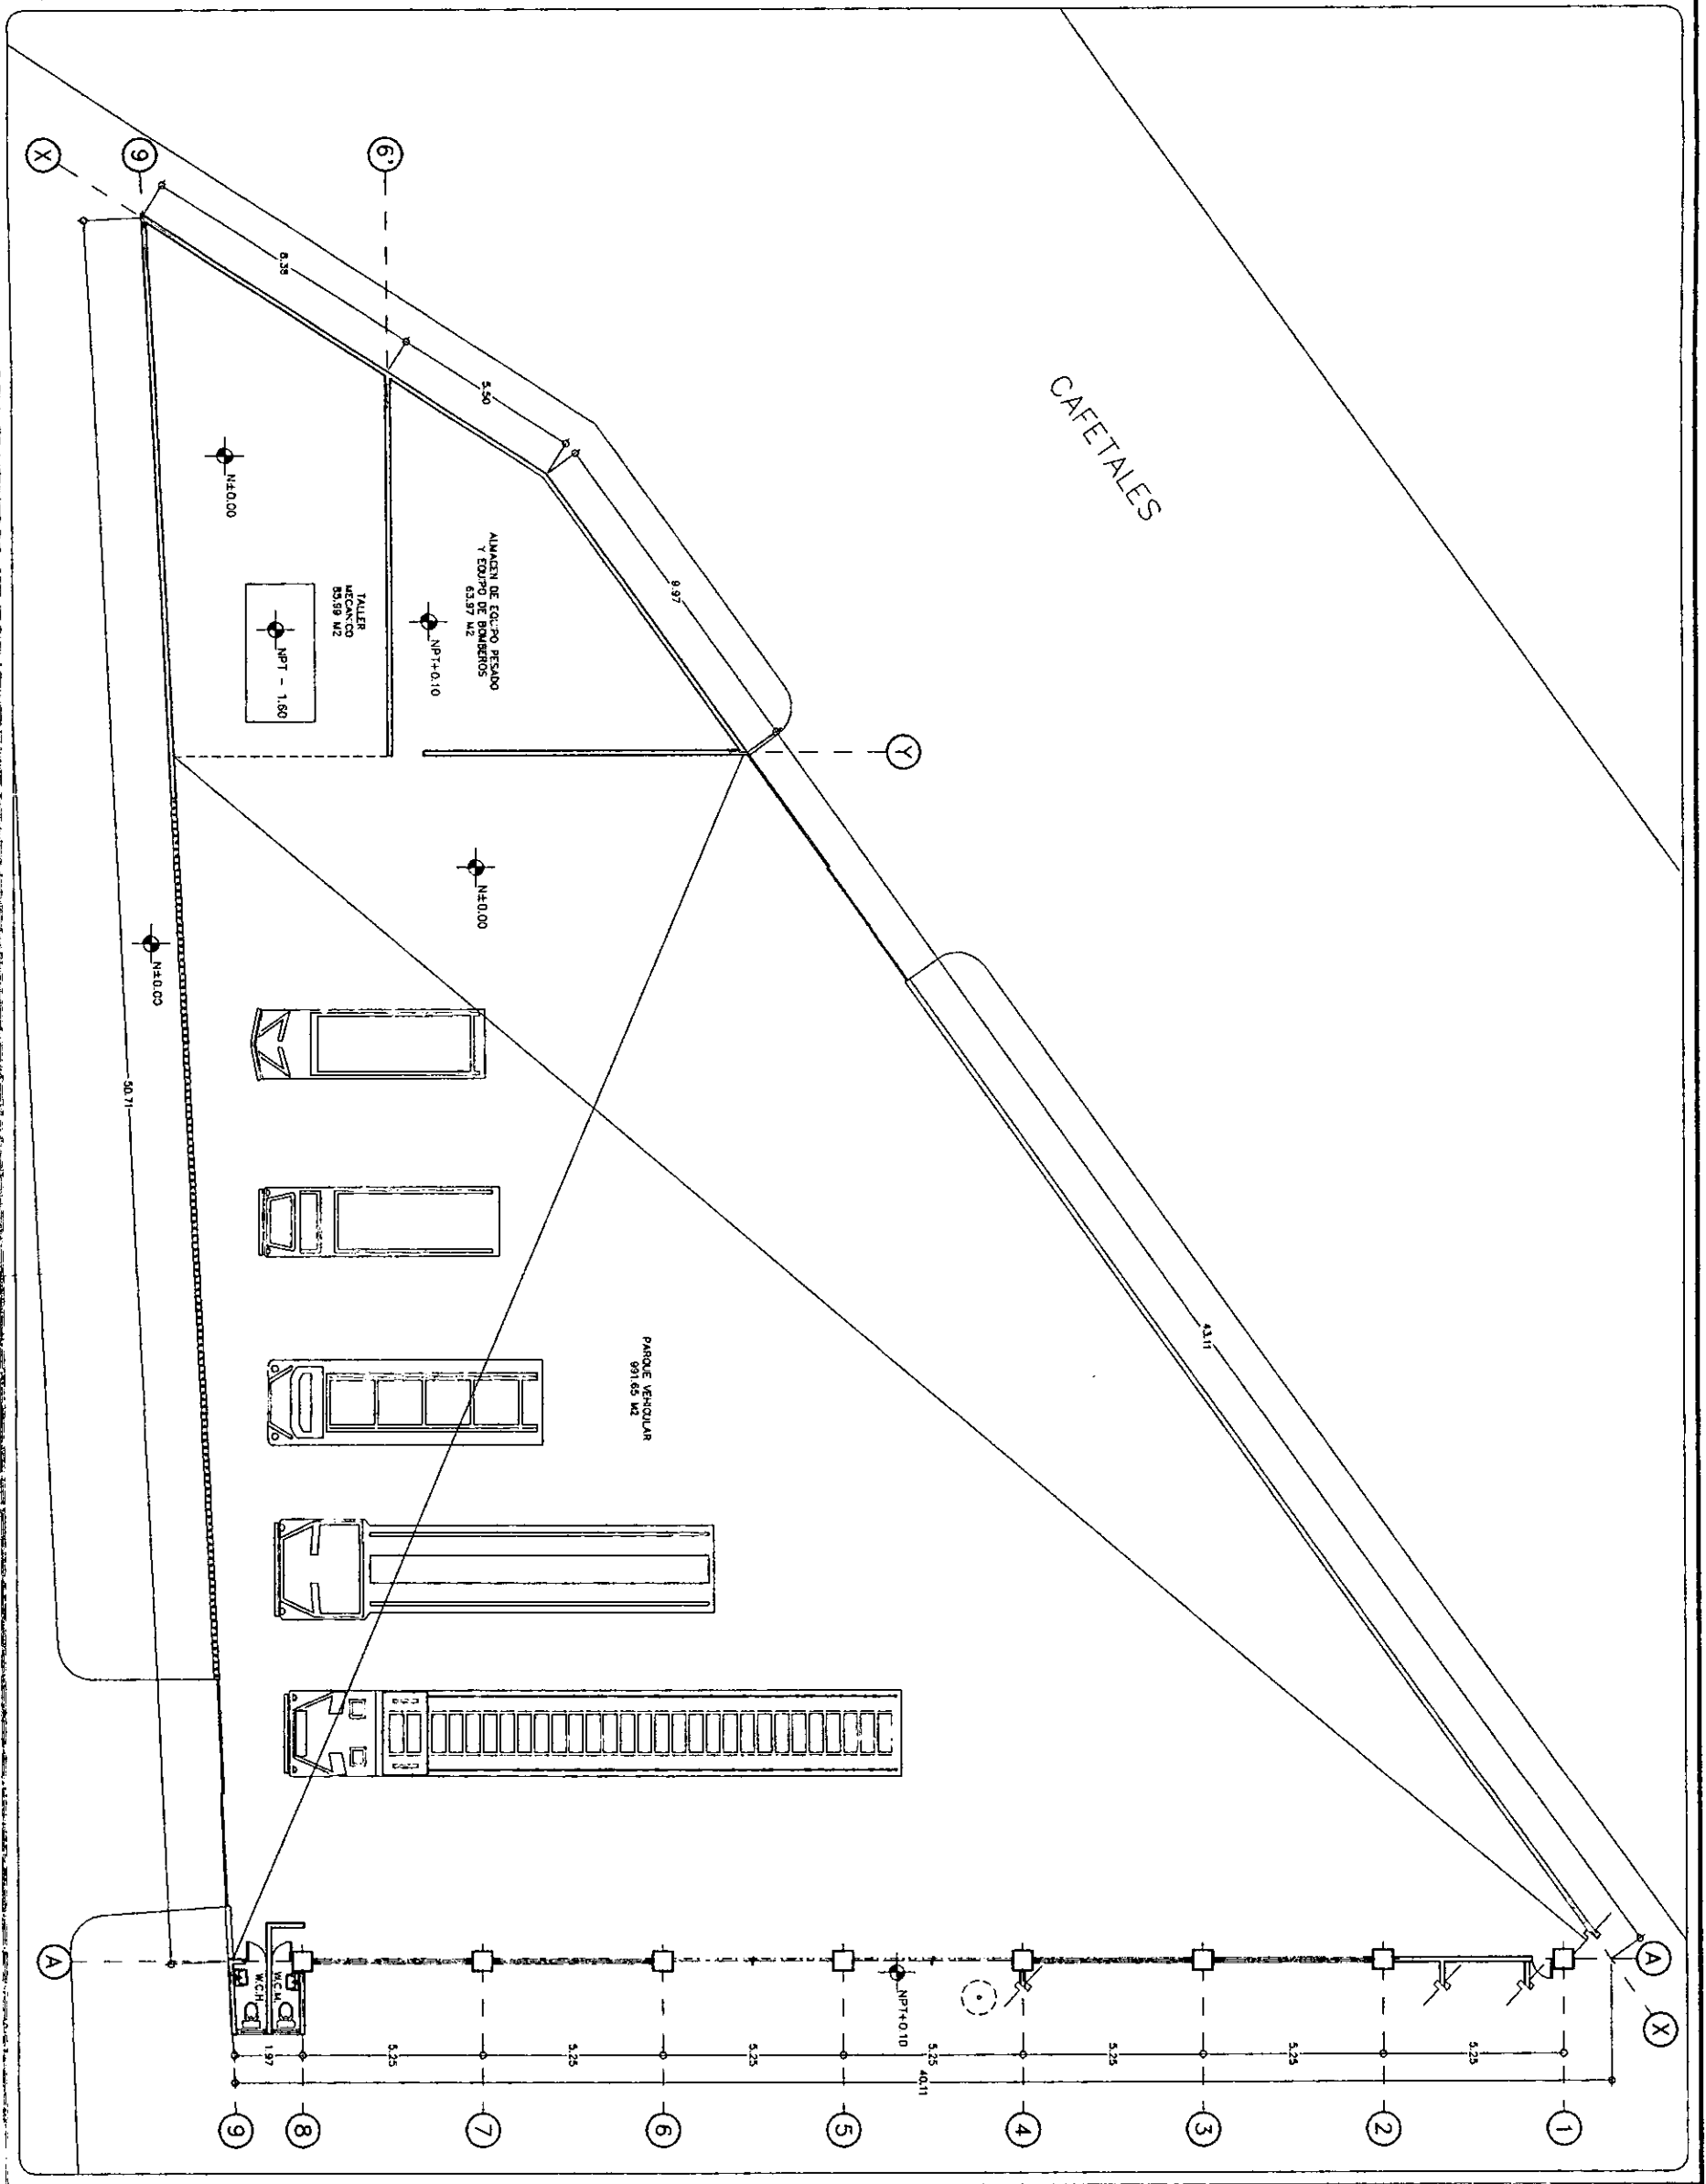 CAFETALES
X
9
6'
8.38
5.50
9.97
43.11
Y
N±0.00
TALLER
MECANICO
85.99 M2
NPT - 1.60
ALMACEN DE EQUIPO PESADO
Y EQUIPO DE BOMBEROS
63.97 M2
NPT+0.10
N±0.00
N±0.00
50.71
PARQUE VEHICULAR
991.65 M2
A
A
X
W.C.H.
W.C.M.
NPT+0.10
1.97
5.25
5.25
5.25
5.25
5.25
5.25
5.25
40.11
9
8
7
6
5
4
3
2
1